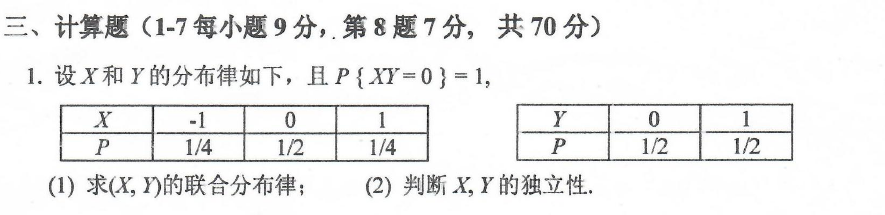 三、计算题（1-7 每小题 9 分，第 8 题 7 分， 共 70 分）
1. 设 X 和 Y 的分布律如下，且 P { XY = 0 } = 1,
X -1 0 1 Y 0 1
P 1/4 1/2 1/4 P 1/2 1/2
(1) 求(X, Y)的联合分布律； (2) 判断 X, Y 的独立性.